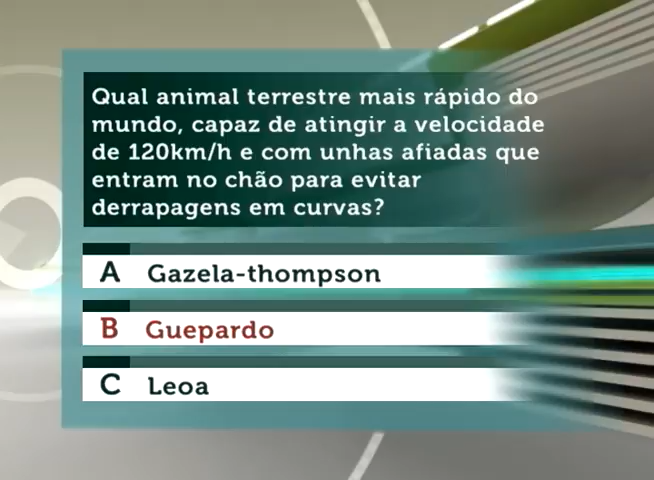 Qual animal terrestre mais rápido do
mundo, capaz de atingir a velocidade
de 120km/h e com unhas afiadas que
entram no chão para evitar
derrapagens em curvas?
A Gazela-thompson
B Guepardo
C Leoa